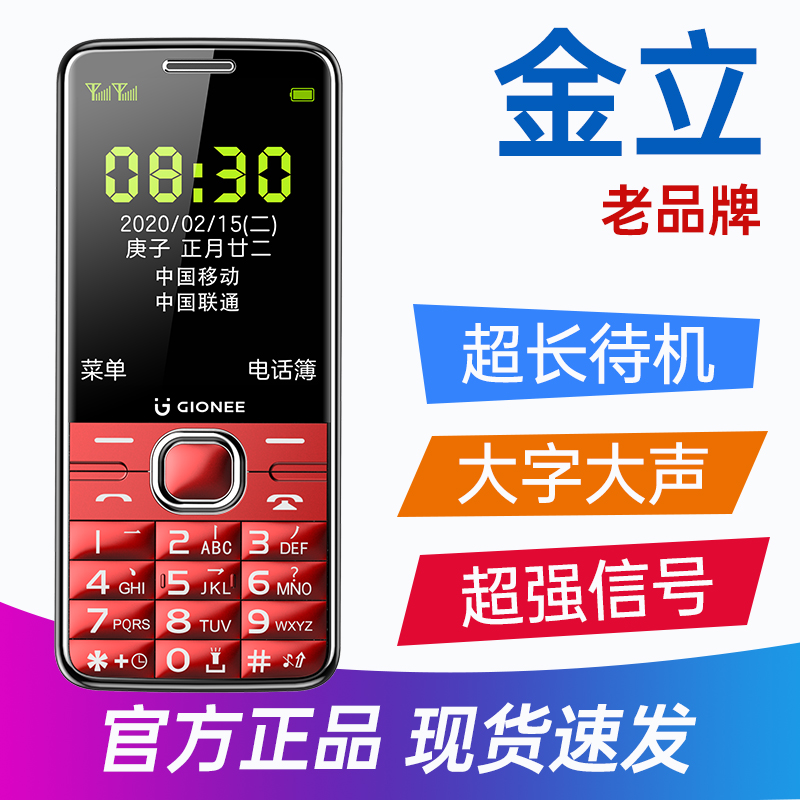 金立
老品牌
08:30
2020/02/15(二)
庚子 正月廿二
中国移动
中国联通
菜单 电话簿
GIONEE
超长待机
大字大声
超强信号
1 2 ABC 3 DEF
4 GHI 5 JKL 6 MNO
7 PQRS 8 TUV 9 WXYZ
* + 0 #
官方正品 现货速发